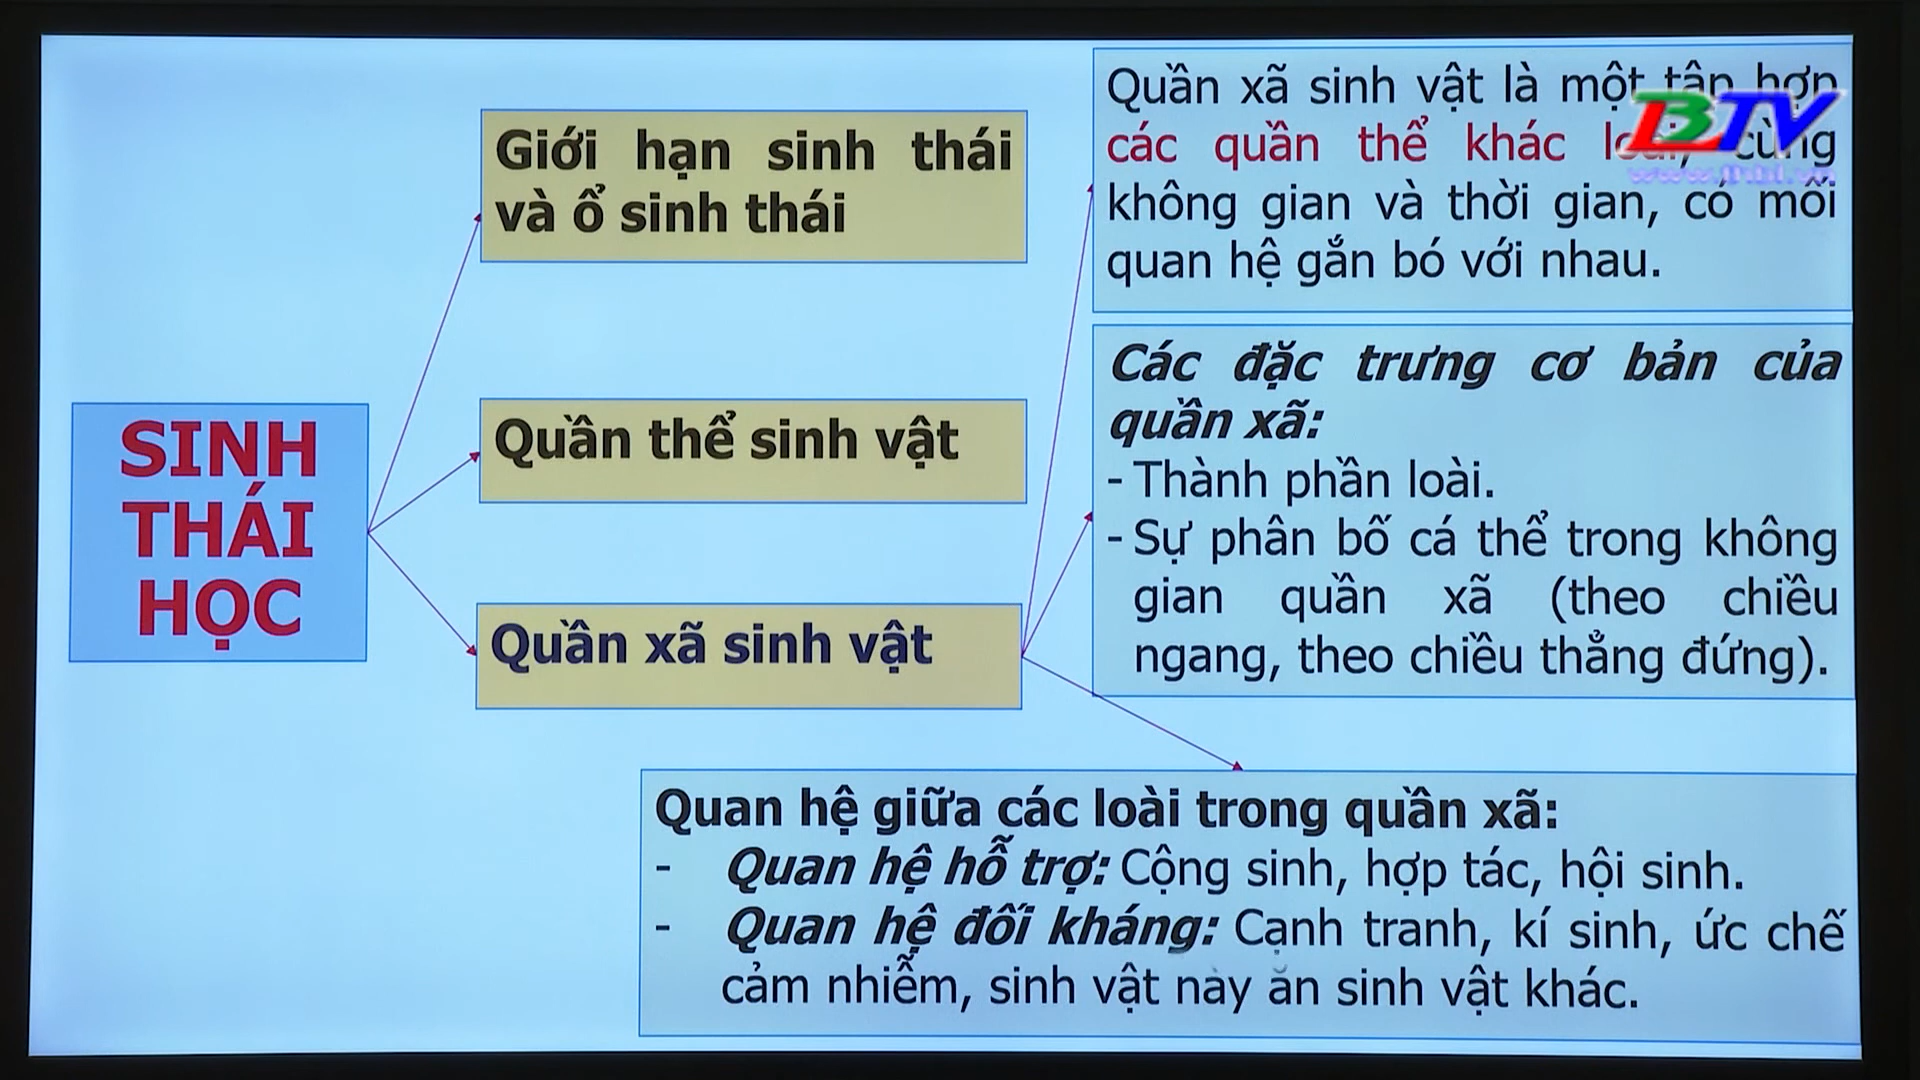 SINH
THÁI
HỌC
Giới hạn sinh thái
và ổ sinh thái
Quần thể sinh vật
Quần xã sinh vật
Quần xã sinh vật là một tập hợp
các quần thể khác loài, cùng
không gian và thời gian, có mối
quan hệ gắn bó với nhau.
BTV
Các đặc trưng cơ bản của
quần xã:
- Thành phần loài.
- Sự phân bố cá thể trong không
gian quần xã (theo chiều
ngang, theo chiều thẳng đứng).
Quan hệ giữa các loài trong quần xã:
- Quan hệ hỗ trợ: Cộng sinh, hợp tác, hội sinh.
- Quan hệ đối kháng: Cạnh tranh, kí sinh, ức chế
cảm nhiễm, sinh vật này ăn sinh vật khác.